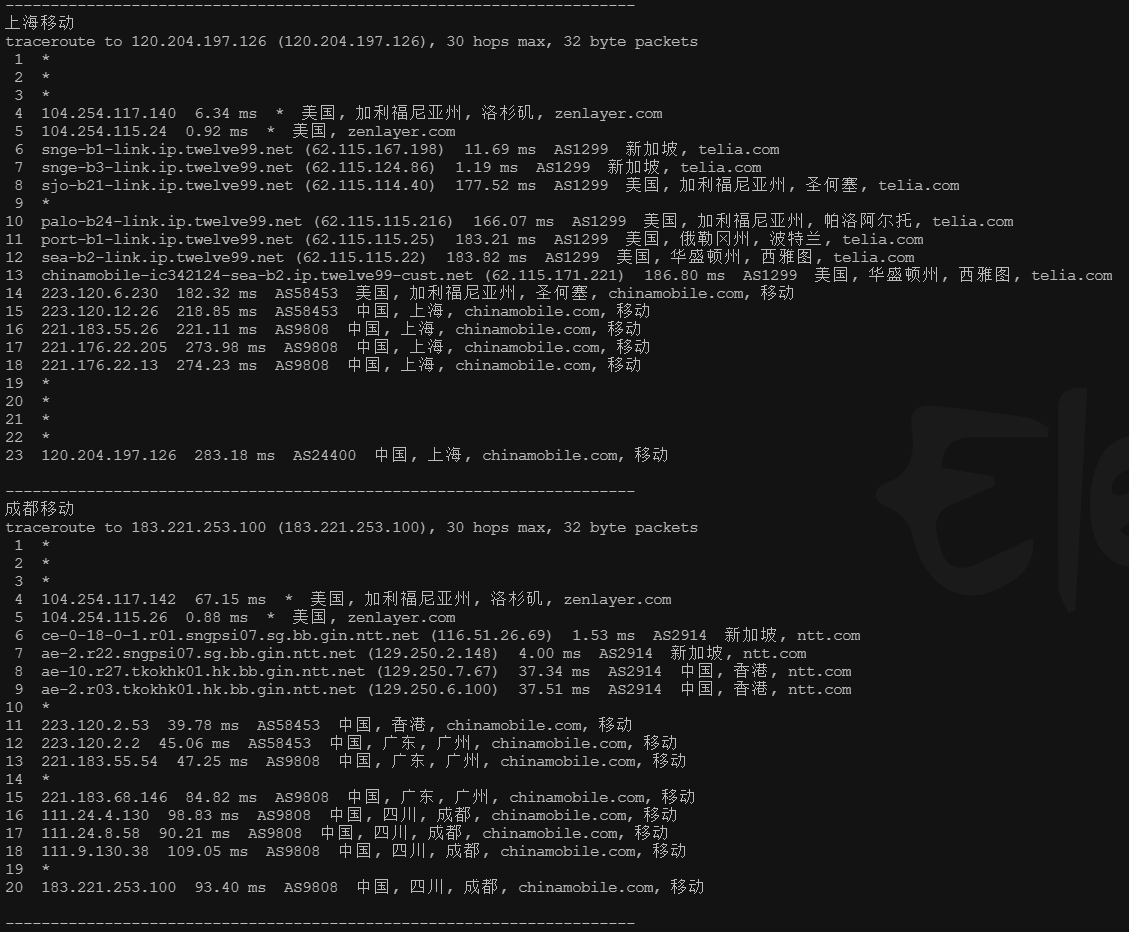 ----------------------------------------------------------------------
上海移动
traceroute to 120.204.197.126 (120.204.197.126), 30 hops max, 32 byte packets
1 *
2 *
3 *
4 104.254.117.140 6.34 ms * 美国, 加利福尼亚州, 洛杉矶, zenlayer.com
5 104.254.115.24 0.92 ms * 美国, zenlayer.com
6 snge-b1-link.ip.twelve99.net (62.115.167.198) 11.69 ms AS1299 新加坡, telia.com
7 snge-b3-link.ip.twelve99.net (62.115.124.86) 1.19 ms AS1299 新加坡, telia.com
8 sjo-b21-link.ip.twelve99.net (62.115.114.40) 177.52 ms AS1299 美国, 加利福尼亚州, 圣何塞, telia.com
9 *
10 palo-b24-link.ip.twelve99.net (62.115.115.216) 166.07 ms AS1299 美国, 加利福尼亚州, 帕洛阿尔托, telia.com
11 port-b1-link.ip.twelve99.net (62.115.115.25) 183.21 ms AS1299 美国, 俄勒冈州, 波特兰, telia.com
12 sea-b2-link.ip.twelve99.net (62.115.115.22) 183.82 ms AS1299 美国, 华盛顿州, 西雅图, telia.com
13 chinamobile-ic342124-sea-b2.ip.twelve99-cust.net (62.115.171.221) 186.80 ms AS1299 美国, 华盛顿州, 西雅图, telia.com
14 223.120.6.230 182.32 ms AS58453 美国, 加利福尼亚州, 圣何塞, chinamobile.com, 移动
15 223.120.12.26 218.85 ms AS58453 中国, 上海, chinamobile.com, 移动
16 221.183.55.26 221.11 ms AS9808 中国, 上海, chinamobile.com, 移动
17 221.176.22.205 273.98 ms AS9808 中国, 上海, chinamobile.com, 移动
18 221.176.22.13 274.23 ms AS9808 中国, 上海, chinamobile.com, 移动
19 *
20 *
21 *
22 *
23 120.204.197.126 283.18 ms AS24400 中国, 上海, chinamobile.com, 移动
----------------------------------------------------------------------
成都移动
traceroute to 183.221.253.100 (183.221.253.100), 30 hops max, 32 byte packets
1 *
2 *
3 *
4 104.254.117.142 67.15 ms * 美国, 加利福尼亚州, 洛杉矶, zenlayer.com
5 104.254.115.26 0.88 ms * 美国, zenlayer.com
6 ce-0-18-0-1.r01.sngpsi07.sg.bb.gin.ntt.net (116.51.26.69) 1.53 ms AS2914 新加坡, ntt.com
7 ae-2.r22.sngpsi07.sg.bb.gin.ntt.net (129.250.2.148) 4.00 ms AS2914 新加坡, ntt.com
8 ae-10.r27.tkokhk01.hk.bb.gin.ntt.net (129.250.7.67) 37.34 ms AS2914 中国, 香港, ntt.com
9 ae-2.r03.tkokhk01.hk.bb.gin.ntt.net (129.250.6.100) 37.51 ms AS2914 中国, 香港, ntt.com
10 *
11 223.120.2.53 39.78 ms AS58453 中国, 香港, chinamobile.com, 移动
12 223.120.2.2 45.06 ms AS58453 中国, 广东, 广州, chinamobile.com, 移动
13 221.183.55.54 47.25 ms AS9808 中国, 广东, 广州, chinamobile.com, 移动
14 *
15 221.183.68.146 84.82 ms AS9808 中国, 广东, 广州, chinamobile.com, 移动
16 111.24.4.130 98.83 ms AS9808 中国, 四川, 成都, chinamobile.com, 移动
17 111.24.8.58 90.21 ms AS9808 中国, 四川, 成都, chinamobile.com, 移动
18 111.9.130.38 109.05 ms AS9808 中国, 四川, 成都, chinamobile.com, 移动
19 *
20 183.221.253.100 93.40 ms AS9808 中国, 四川, 成都, chinamobile.com, 移动
----------------------------------------------------------------------